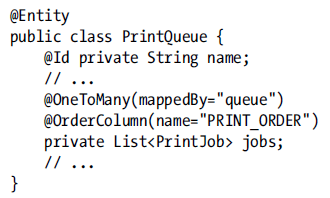 @Entity
public class PrintQueue {
    @Id private String name;
    // ...
    @OneToMany(mappedBy="queue")
    @OrderColumn(name="PRINT_ORDER")
    private List<PrintJob> jobs;
    // ...
}